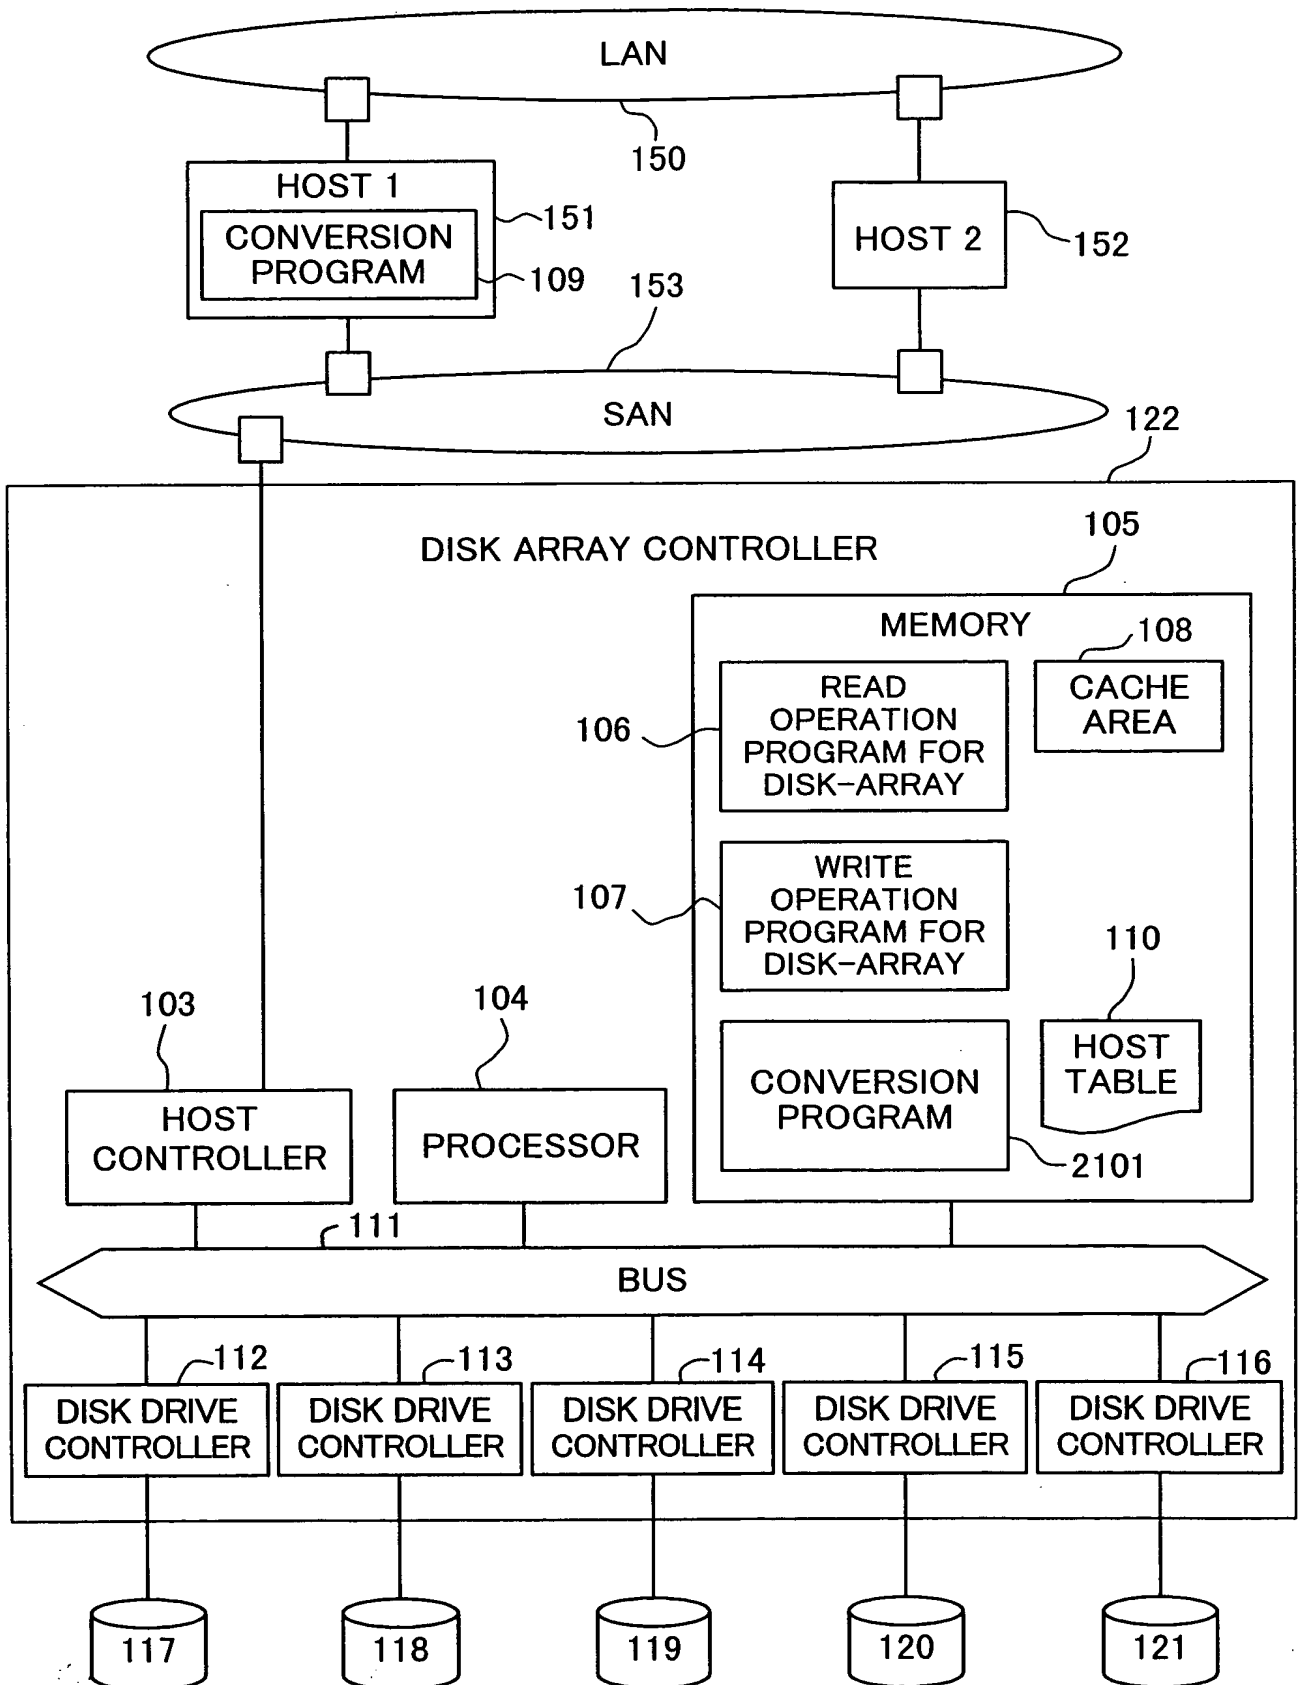 LAN
150
HOST 1
CONVERSION
PROGRAM
151
109
HOST 2
152
153
SAN
122
DISK ARRAY CONTROLLER
105
MEMORY
108
READ
OPERATION
PROGRAM FOR
DISK-ARRAY
106
CACHE
AREA
WRITE
OPERATION
PROGRAM FOR
DISK-ARRAY
107
110
103
104
HOST
CONTROLLER
PROCESSOR
CONVERSION
PROGRAM
HOST
TABLE
2101
111
BUS
112
113
114
115
116
DISK DRIVE
CONTROLLER
DISK DRIVE
CONTROLLER
DISK DRIVE
CONTROLLER
DISK DRIVE
CONTROLLER
DISK DRIVE
CONTROLLER
117
118
119
120
121